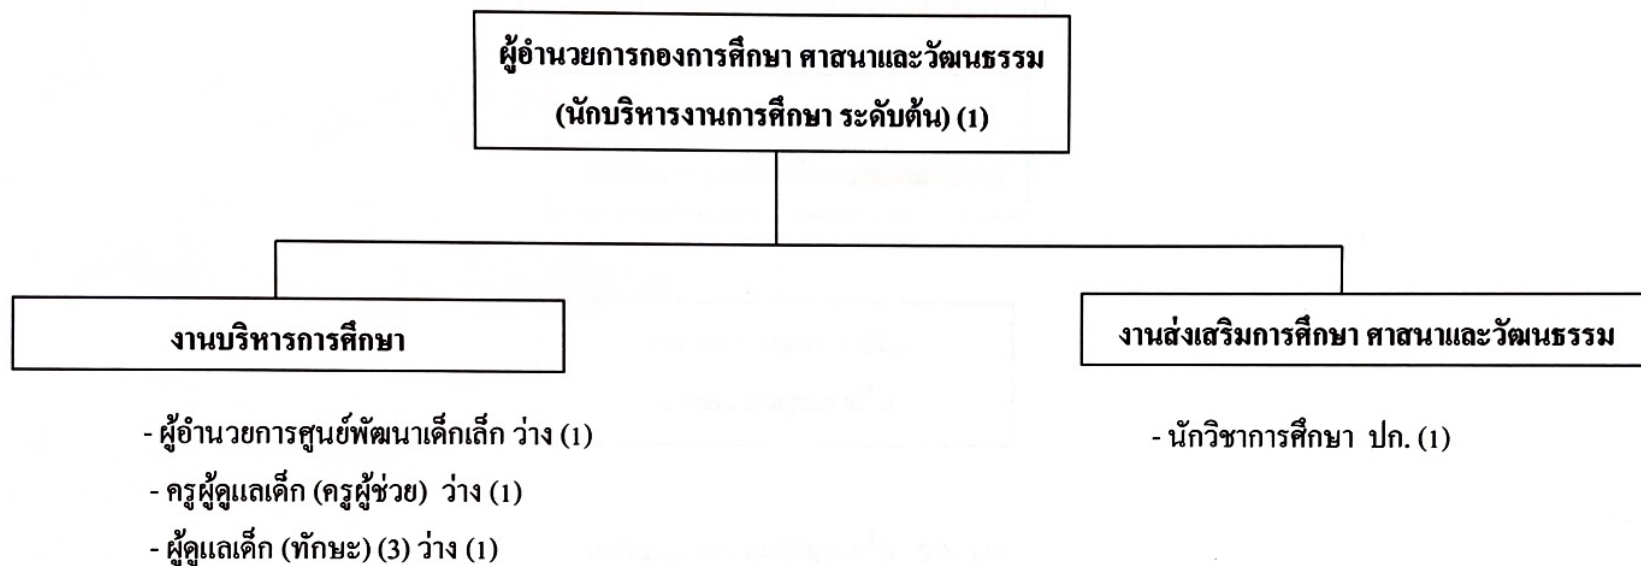 ผู้อำนวยการกองการศึกษา ศาสนาและวัฒนธรรม
(นักบริหารงานการศึกษา ระดับต้น) (1)
งานบริหารการศึกษา
งานส่งเสริมการศึกษา ศาสนาและวัฒนธรรม
- ผู้อำนวยการศูนย์พัฒนาเด็กเล็ก ว่าง (1)
- ครูผู้ดูแลเด็ก (ครูผู้ช่วย) ว่าง (1)
- ผู้ดูแลเด็ก (ทักษะ) (3) ว่าง (1)
- นักวิชาการศึกษา ปก. (1)